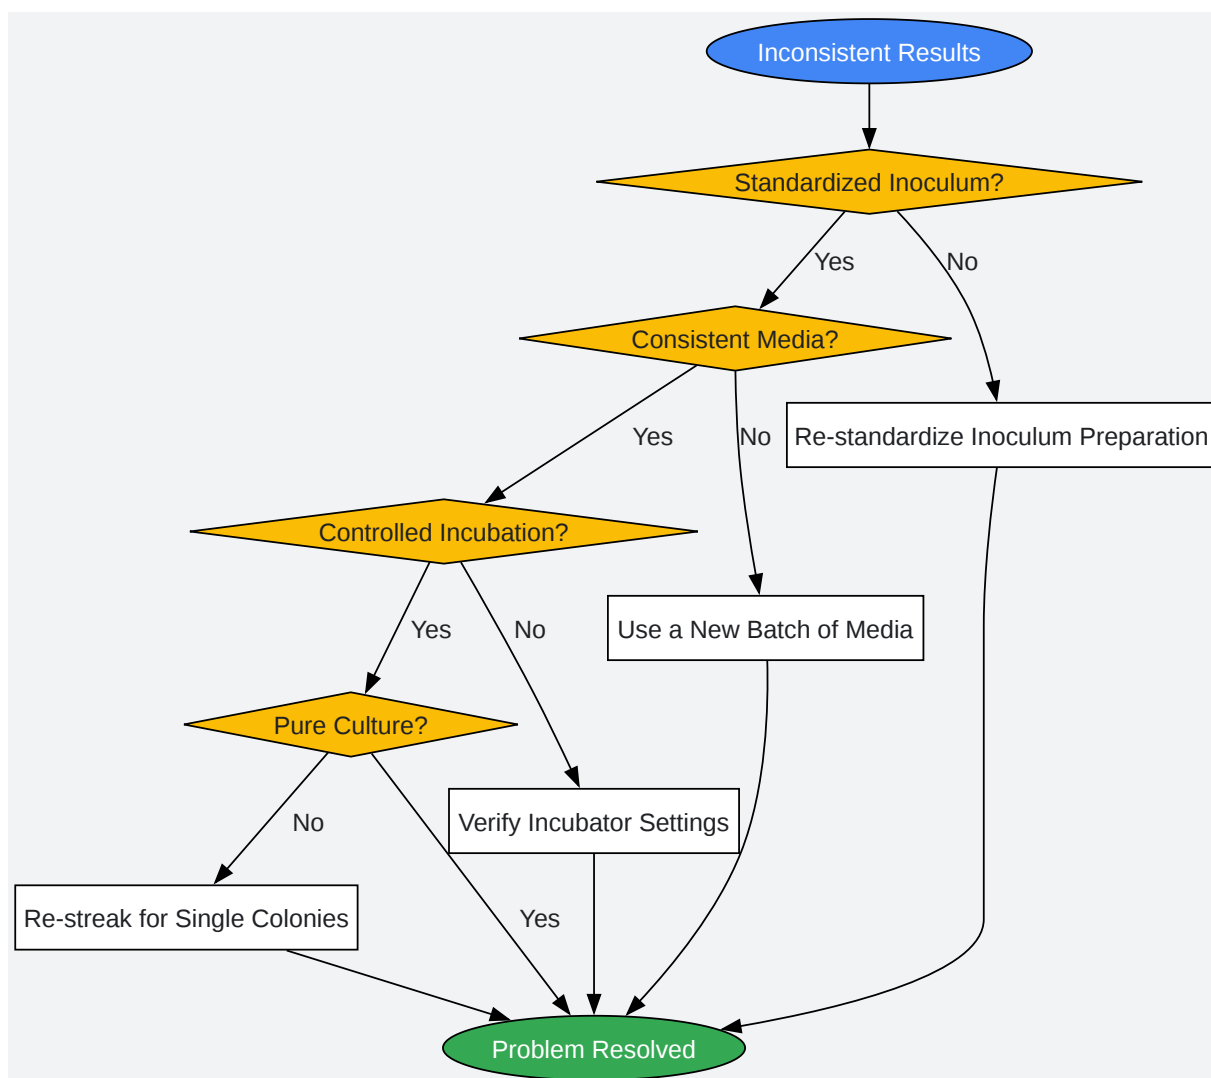 Inconsistent Results
Standardized Inoculum?
Yes
No
Consistent Media?
Yes
No
Re-standardize Inoculum Preparation
Controlled Incubation?
Yes
No
Use a New Batch of Media
Pure Culture?
No
Verify Incubator Settings
Re-streak for Single Colonies
Yes
Problem Resolved